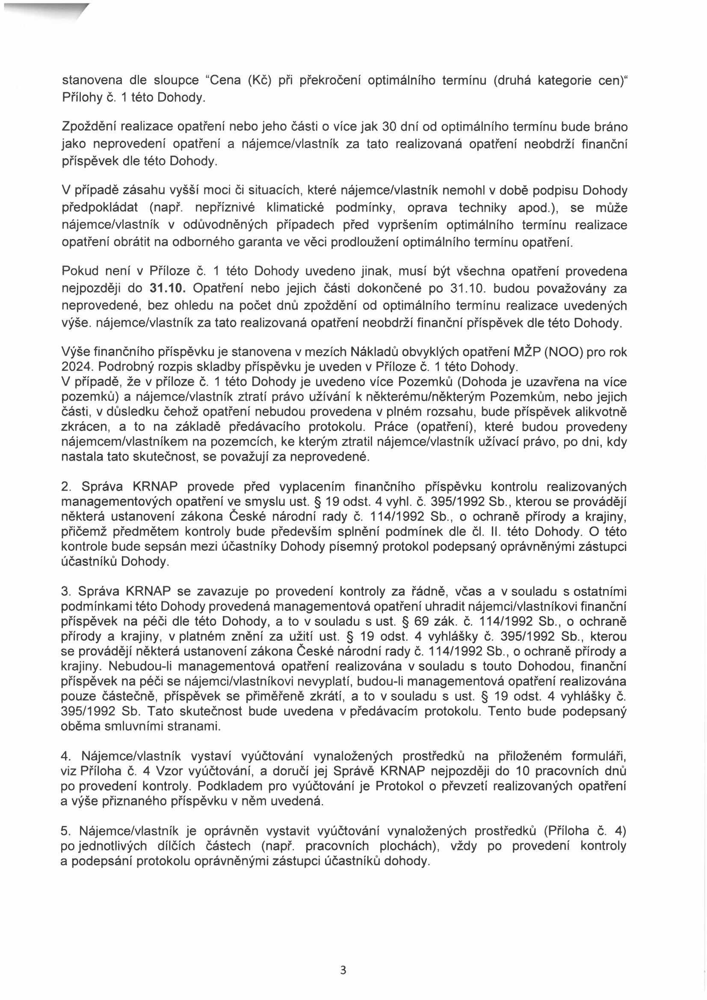 stanovena dle sloupce “Cena (Kč) při překročení optimálního termínu (druhá kategorie cen)“
Přílohy č. 1 této Dohody.
Zpoždění realizace opatření nebo jeho části o více jak 30 dní od optimálního termínu bude bráno
jako neprovedení opatření a nájemce/vlastník za tato realizovaná opatření neobdrží finanční
příspěvek dle této Dohody.
V případě zásahu vyšší moci či situacích, které nájemce/vlastník nemohl v době podpisu Dohody
předpokládat (např. nepříznivé klimatické podmínky, oprava techniky apod.), se může
nájemce/vlastník v odůvodněných případech před vypršením optimálního termínu realizace
opatření obrátit na odborného garanta ve věci prodloužení optimálního termínu opatření.
Pokud není v Příloze č. 1 této Dohody uvedeno jinak, musí být všechna opatření provedena
nejpozději do 31.10. Opatření nebo jejich části dokončené po 31.10. budou považovány za
neprovedené, bez ohledu na počet dnů zpoždění od optimálního termínu realizace uvedených
výše. nájemce/vlastník za tato realizovaná opatření neobdrží finanční příspěvek dle této Dohody.
Výše finančního příspěvku je stanovena v mezích Nákladů obvyklých opatření MŽP (NOO) pro rok
2024. Podrobný rozpis skladby příspěvku je uveden v Příloze č. 1 této Dohody.
V případě, že v příloze č. 1 této Dohody je uvedeno více Pozemků (Dohoda je uzavřena na více
pozemků) a nájemce/vlastník ztratí právo užívání k některému/některým Pozemkům, nebo jejich
části, v důsledku čehož opatření nebudou provedena v plném rozsahu, bude příspěvek alikvotně
zkrácen, a to na základě předávacího protokolu. Práce (opatření), které budou provedeny
nájemcem/vlastníkem na pozemcích, ke kterým ztratil nájemce/vlastník užívací právo, po dni, kdy
nastala tato skutečnost, se považují za neprovedené.
2. Správa KRNAP provede před vyplacením finančního příspěvku kontrolu realizovaných
managementových opatření ve smyslu ust. § 19 odst. 4 vyhl. č. 395/1992 Sb., kterou se provádějí
některá ustanovení zákona České národní rady č. 114/1992 Sb., o ochraně přírody a krajiny,
přičemž předmětem kontroly bude především splnění podmínek dle čl. II. této Dohody. O této
kontrole bude sepsán mezi účastníky Dohody písemný protokol podepsaný oprávněnými zástupci
účastníků Dohody.
3. Správa KRNAP se zavazuje po provedení kontroly za řádně, včas a v souladu s ostatními
podmínkami této Dohody provedená managementová opatření uhradit nájemci/vlastníkovi finanční
příspěvek na péči dle této Dohody, a to v souladu s ust. § 69 zák. č. 114/1992 Sb., o ochraně
přírody a krajiny, v platném znění za užití ust. § 19 odst. 4 vyhlášky č. 395/1992 Sb., kterou
se provádějí některá ustanovení zákona České národní rady č. 114/1992 Sb., o ochraně přírody a
krajiny. Nebudou-li managementová opatření realizována v souladu s touto Dohodou, finanční
příspěvek na péči se nájemci/vlastníkovi nevyplatí, budou-li managementová opatření realizována
pouze částečně, příspěvek se přiměřeně zkrátí, a to v souladu s ust. § 19 odst. 4 vyhlášky č.
395/1992 Sb. Tato skutečnost bude uvedena v předávacím protokolu. Tento bude podepsaný
oběma smluvními stranami.
4. Nájemce/vlastník vystaví vyúčtování vynaložených prostředků na přiloženém formuláři,
viz Příloha č. 4 Vzor vyúčtování, a doručí jej Správě KRNAP nejpozději do 10 pracovních dnů
po provedení kontroly. Podkladem pro vyúčtování je Protokol o převzetí realizovaných opatření
a výše přiznaného příspěvku v něm uvedená.
5. Nájemce/vlastník je oprávněn vystavit vyúčtování vynaložených prostředků (Příloha č. 4)
po jednotlivých dílčích částech (např. pracovních plochách), vždy po provedení kontroly
a podepsání protokolu oprávněnými zástupci účastníků dohody.
3